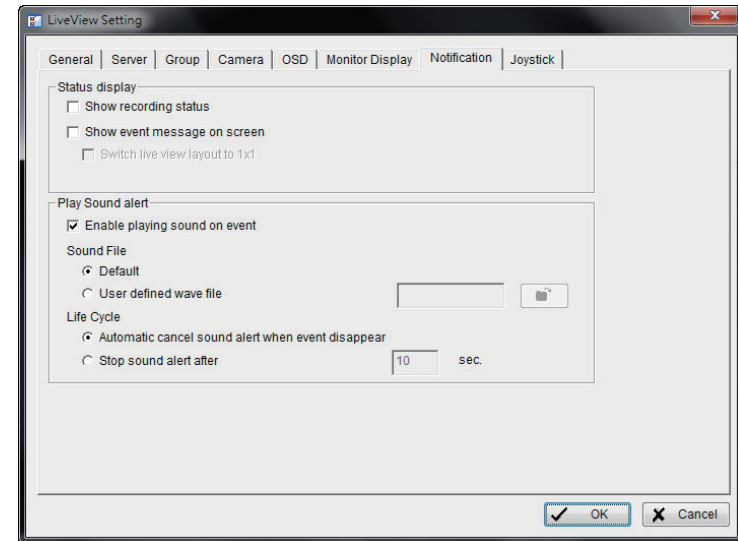 LiveView Setting
General Server Group Camera OSD Monitor Display Notification Joystick
Status display
Show recording status
Show event message on screen
Switch live view layout to 1x1
Play Sound alert
Enable playing sound on event
Sound File
Default
User defined wave file
Life Cycle
Automatic cancel sound alert when event disappear
Stop sound alert after 10 sec.
OK Cancel